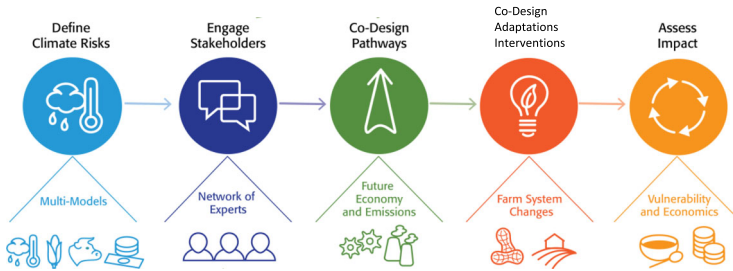 Define
Climate Risks
Engage
Stakeholders
Co-Design
Pathways
Co-Design
Adaptations
Interventions
Assess
Impact
Multi-Models
Network of
Experts
Future
Economy
and Emissions
Farm System
Changes
Vulnerability
and Economics